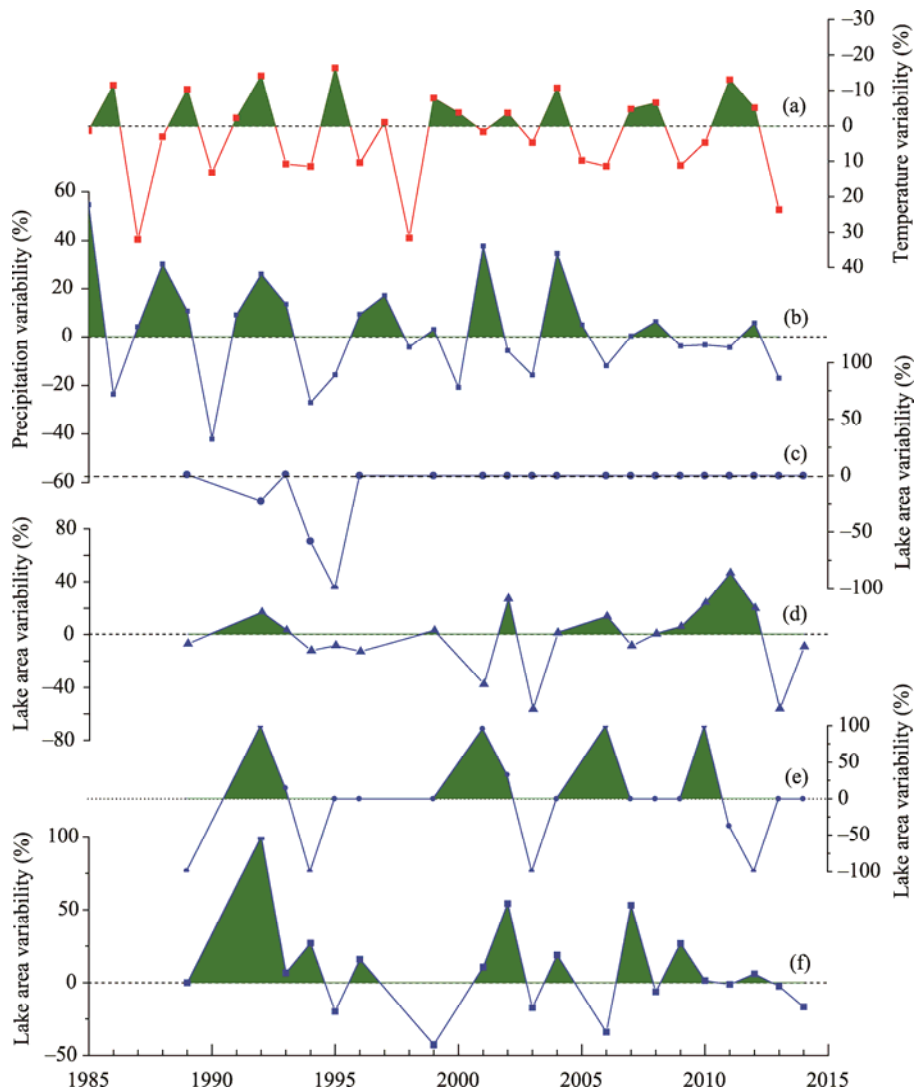 −30
−20
−10
0
10
20
30
40
Temperature variability (%)
(a)
60
40
20
0
−20
−40
−60
Precipitation variability (%)
(b)
100
50
0
−50
−100
Lake area variability (%)
(c)
80
40
0
−40
−80
Lake area variability (%)
(d)
100
50
0
−50
−100
Lake area variability (%)
(e)
100
50
0
−50
Lake area variability (%)
(f)
1985 1990 1995 2000 2005 2010 2015